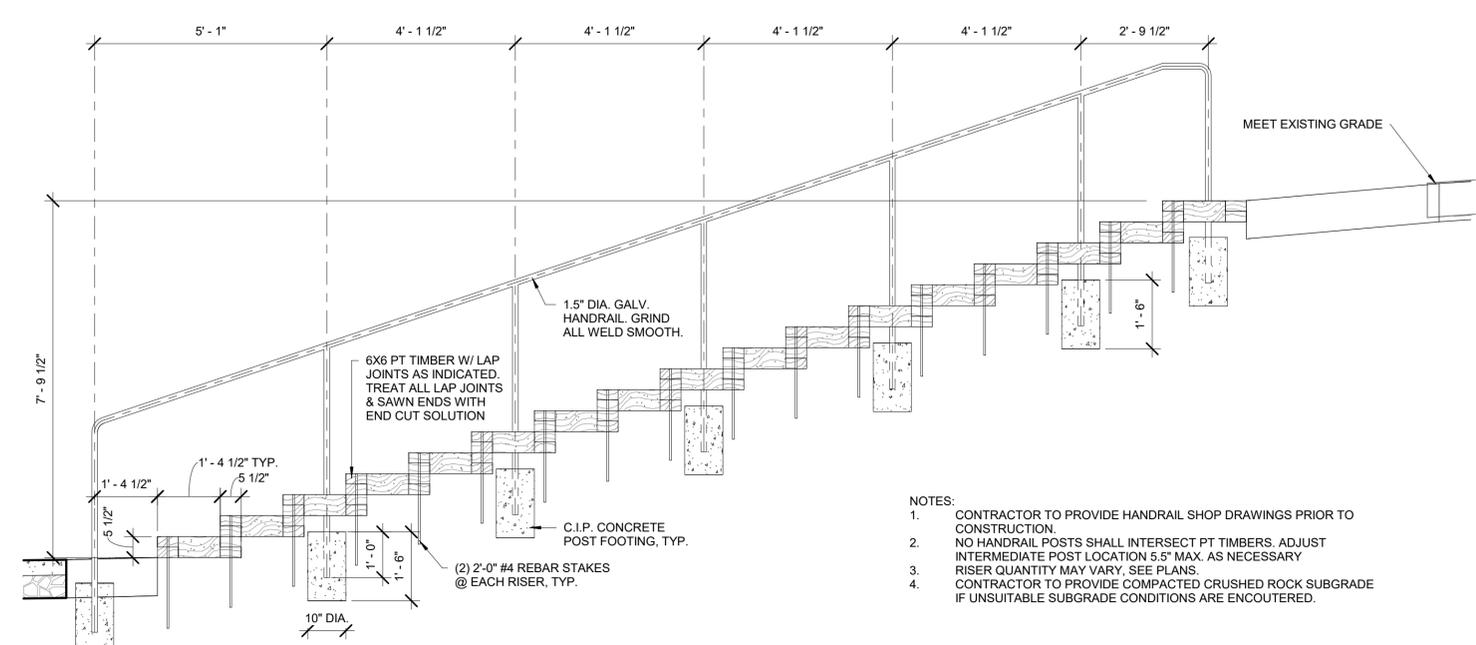 5' - 1"
4' - 1 1/2"
4' - 1 1/2"
4' - 1 1/2"
4' - 1 1/2"
2' - 9 1/2"
MEET EXISTING GRADE
7' - 9 1/2"
1.5" DIA. GALV.
HANDRAIL. GRIND
ALL WELD SMOOTH.
1' - 6"
6X6 PT TIMBER W/ LAP
JOINTS AS INDICATED.
TREAT ALL LAP JOINTS
& SAWN ENDS WITH
END CUT SOLUTION
1' - 4 1/2" TYP.
1' - 4 1/2"
5 1/2"
5 1/2"
C.I.P. CONCRETE
POST FOOTING, TYP.
1' - 0"
1' - 6"
(2) 2'-0" #4 REBAR STAKES
@ EACH RISER, TYP.
10" DIA.
NOTES:
1. CONTRACTOR TO PROVIDE HANDRAIL SHOP DRAWINGS PRIOR TO
CONSTRUCTION.
2. NO HANDRAIL POSTS SHALL INTERSECT PT TIMBERS. ADJUST
INTERMEDIATE POST LOCATION 5.5" MAX. AS NECESSARY
3. RISER QUANTITY MAY VARY, SEE PLANS.
4. CONTRACTOR TO PROVIDE COMPACTED CRUSHED ROCK SUBGRADE
IF UNSUITABLE SUBGRADE CONDITIONS ARE ENCOUTERED.